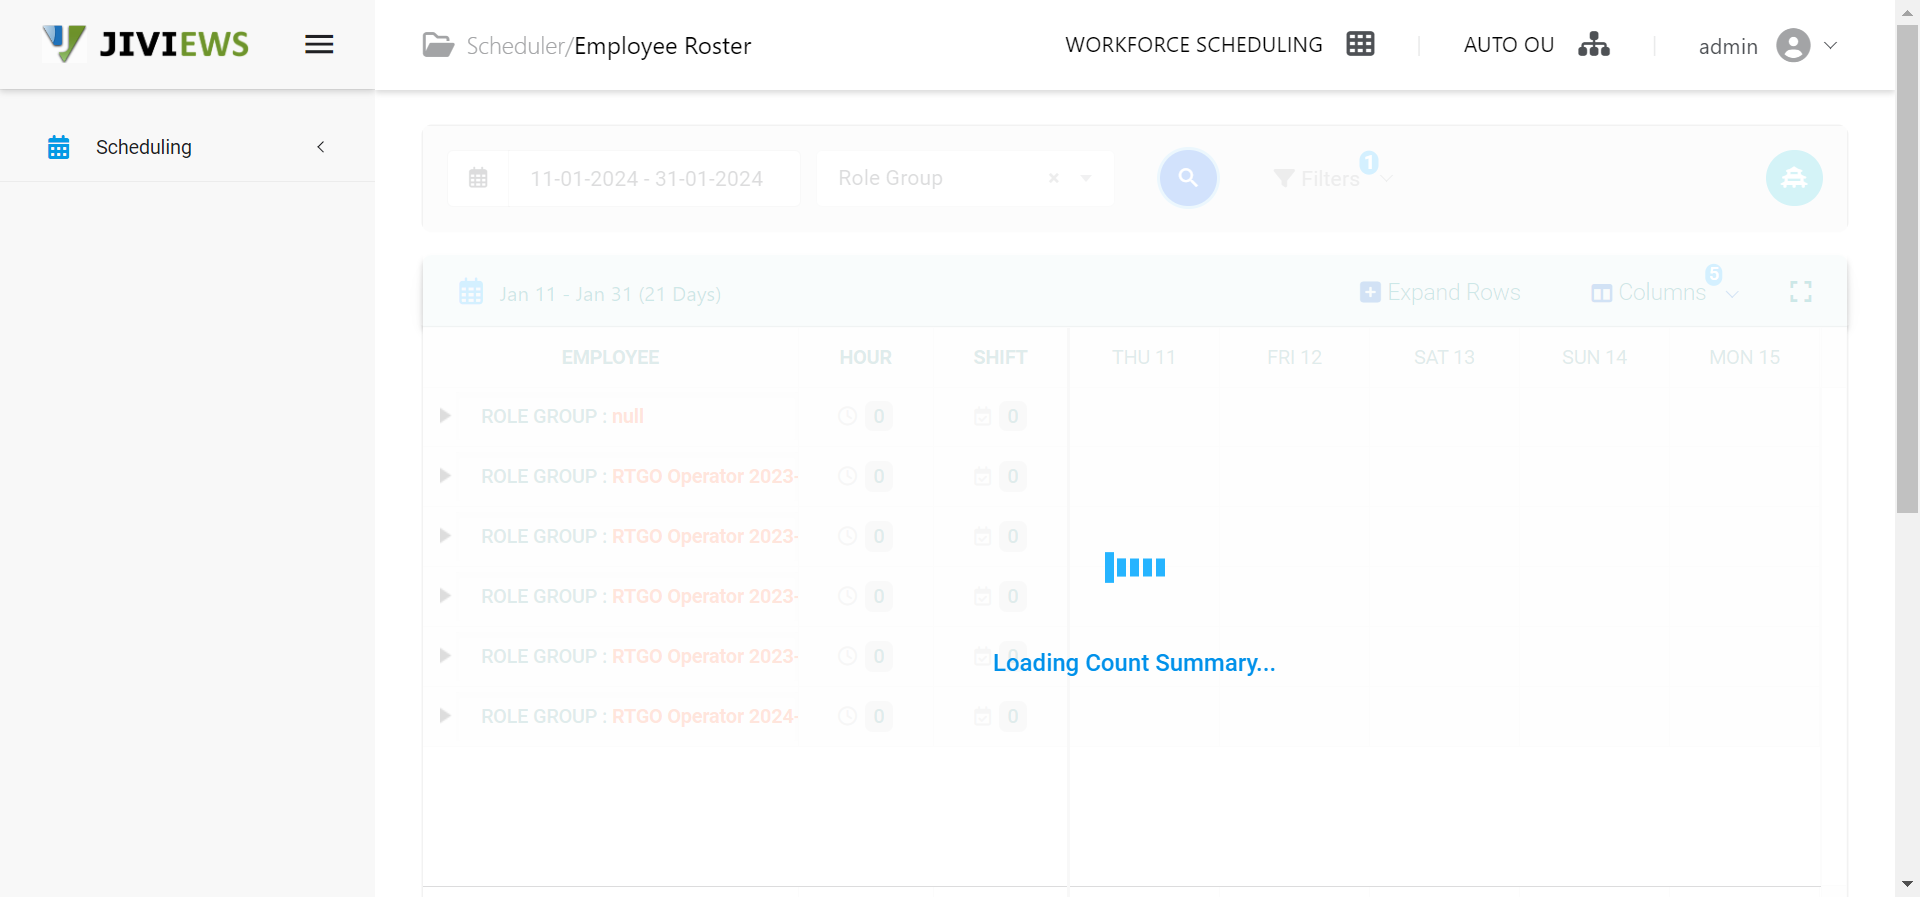 JIVIEWS
Scheduler/Employee Roster
WORKFORCE SCHEDULING
AUTO OU
admin
Scheduling
11-01-2024 - 31-01-2024
Role Group
×
Filters
1
Jan 11 - Jan 31 (21 Days)
Expand Rows
Columns
5
EMPLOYEE HOUR SHIFT THU 11 FRI 12 SAT 13 SUN 14 MON 15
ROLE GROUP : null 0 0
ROLE GROUP : RTGO Operator 2023- 0 0
ROLE GROUP : RTGO Operator 2023- 0 0
ROLE GROUP : RTGO Operator 2023- 0 0
ROLE GROUP : RTGO Operator 2023- 0 0
Loading Count Summary...
ROLE GROUP : RTGO Operator 2024- 0 0